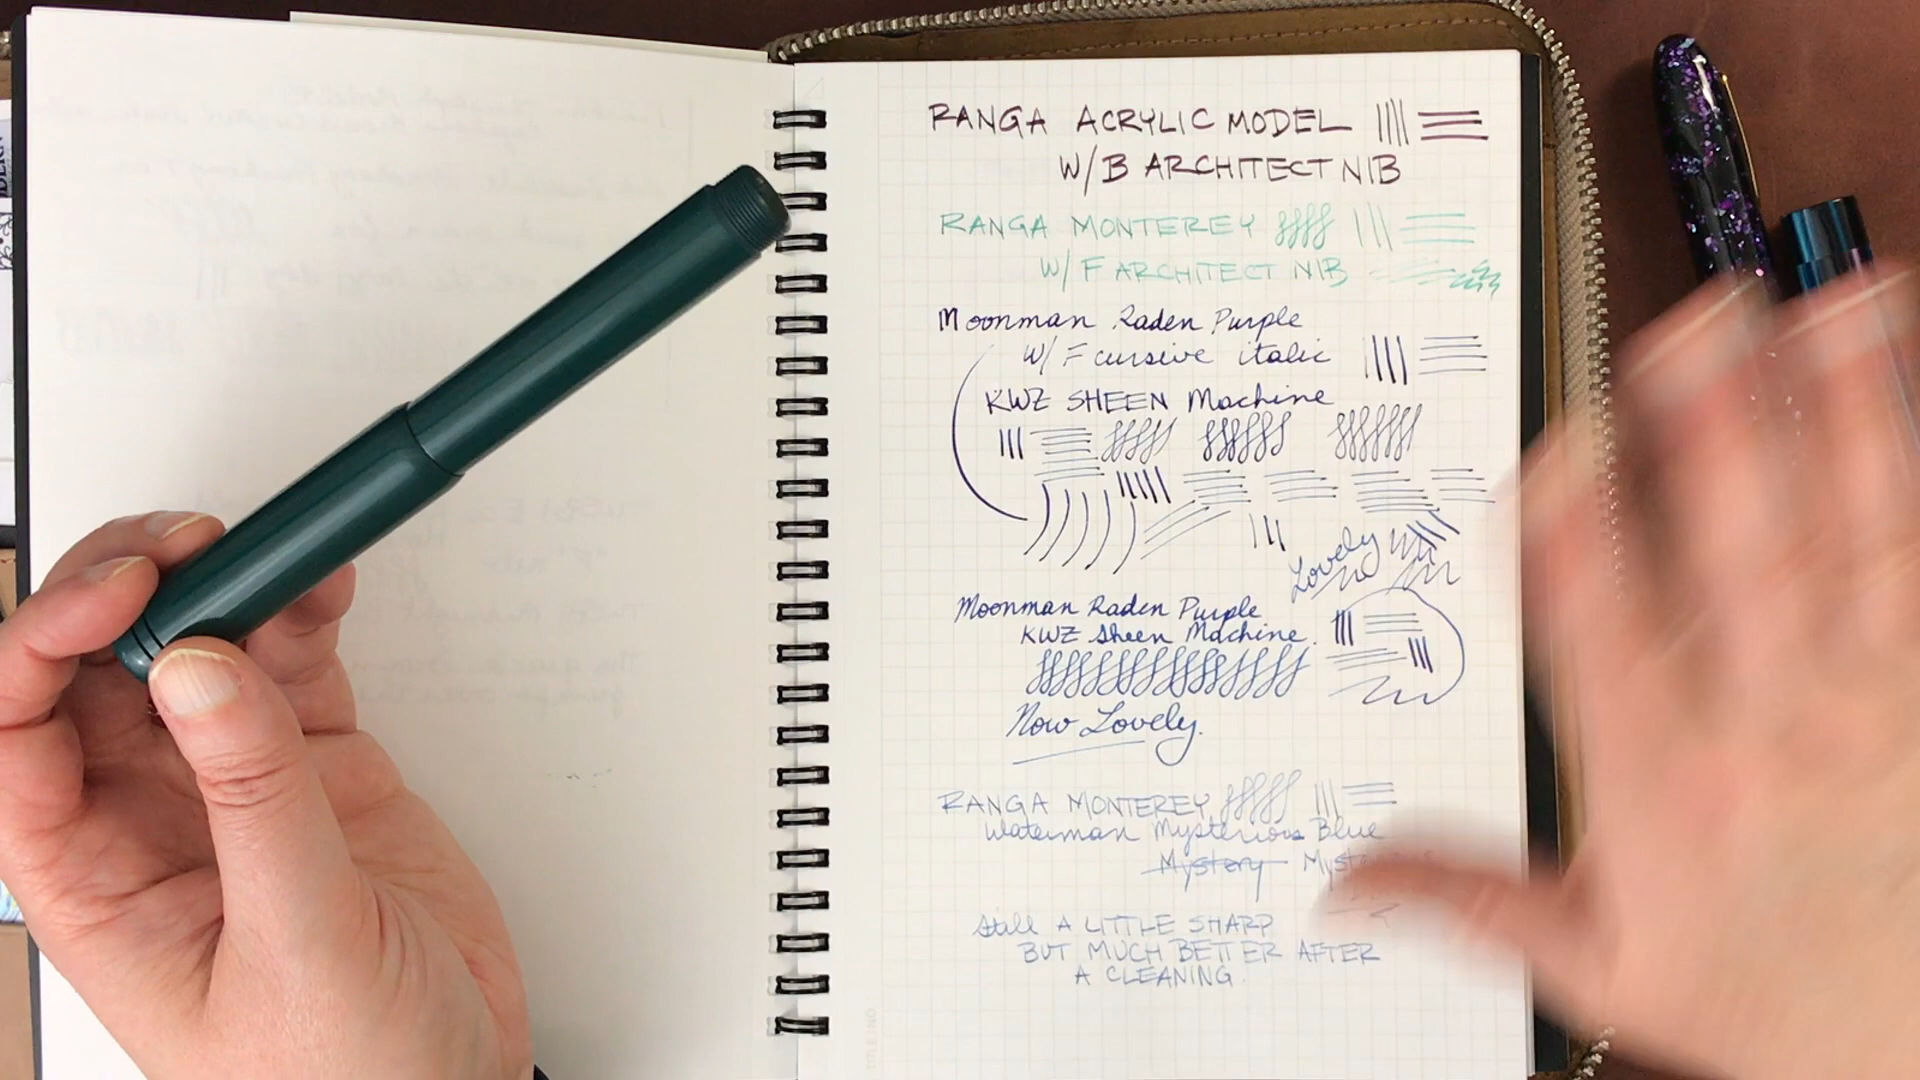 RANGA ACRYLIC MODEL
W/B ARCHITECT NIB
RANGA MONTEREY
W/ F ARCHITECT NIB
Moonman Raden Purple
W/ F cursive italic
KWZ SHEEN Machine
Lovely
Moonman Raden Purple
KWZ Sheen Machine.
Now Lovely.
RANGA MONTEREY
Waterman Mysterious Blue
Mystery
Still A LITTLE SHARP
BUT MUCH BETTER AFTER
A CLEANING.